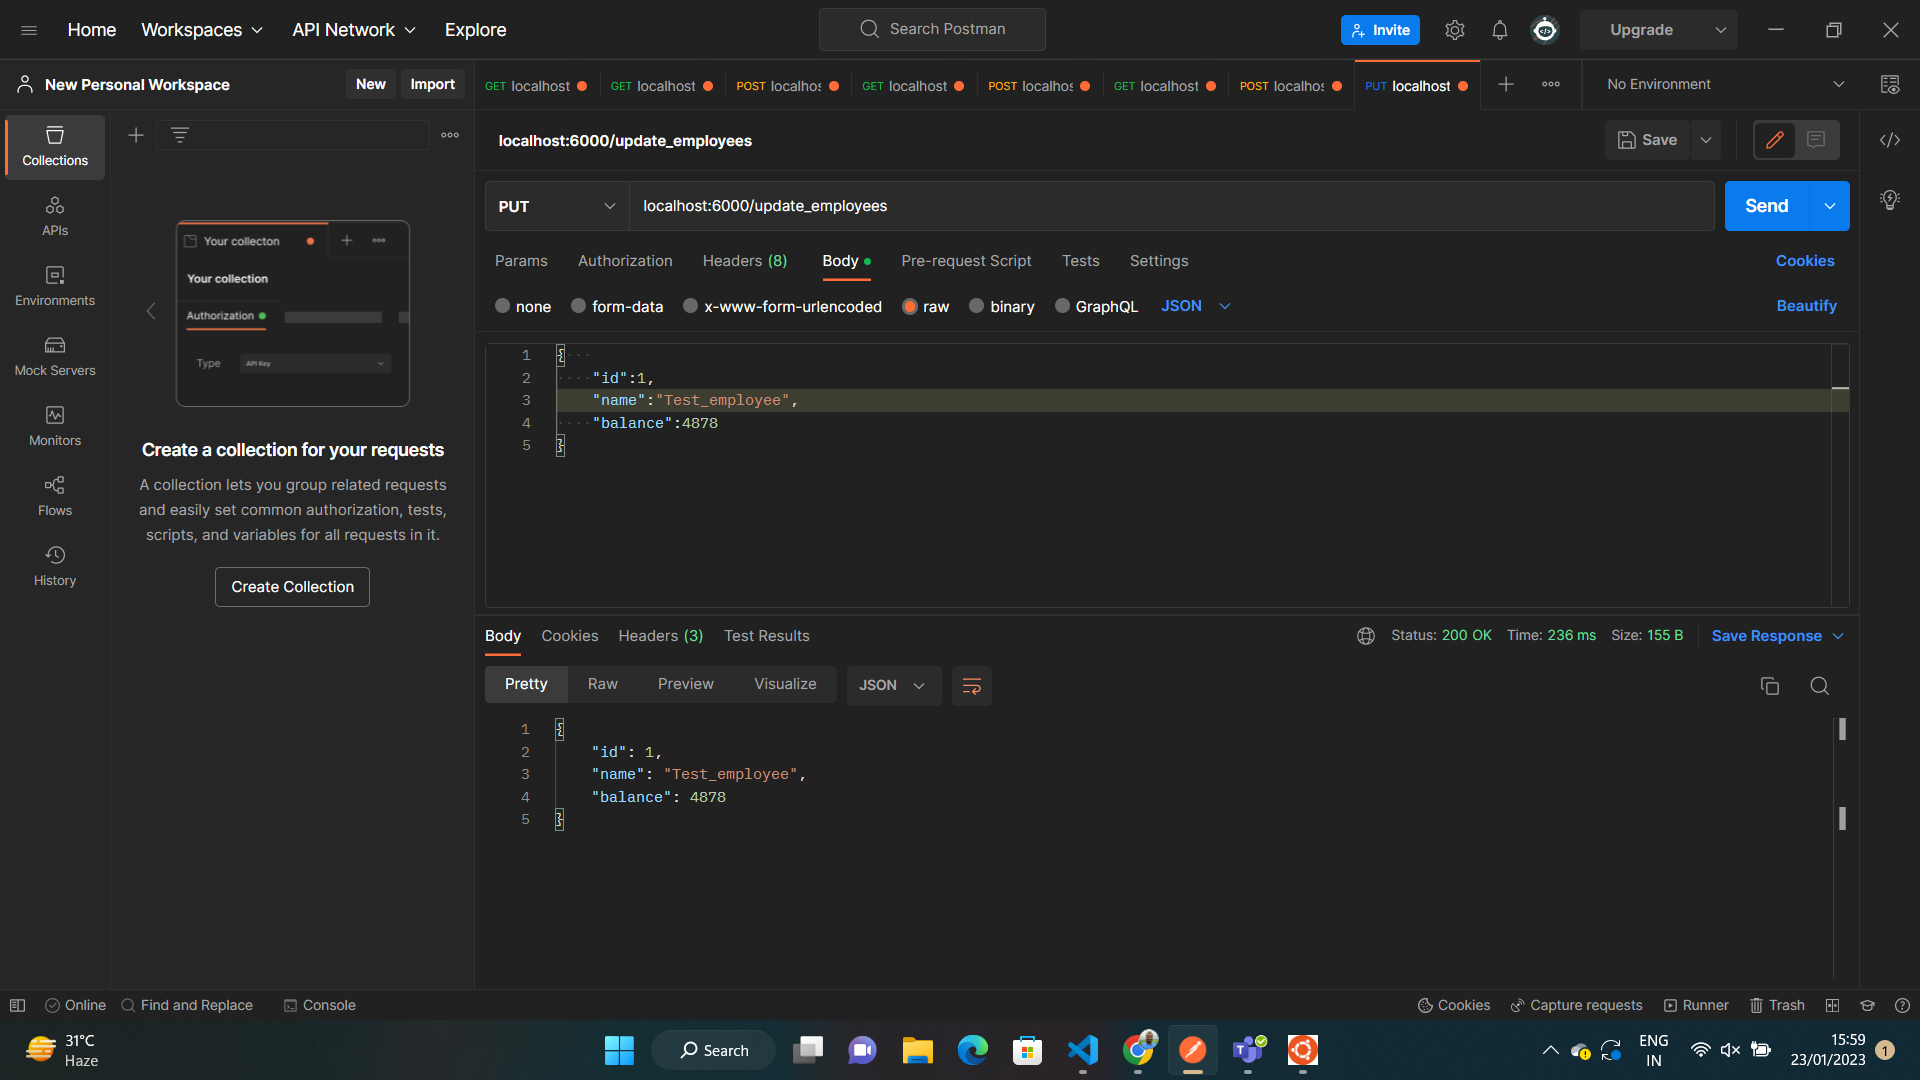 Home Workspaces API Network Explore Search Postman Invite Upgrade
New Personal Workspace New Import GET localhost GET localhost POST localhos GET localhost POST localhos GET localhost POST localhos PUT localhost No Environment
localhost:6000/update_employees Save
PUT localhost:6000/update_employees Send
Params Authorization Headers (8) Body Pre-request Script Tests Settings Cookies
none form-data x-www-form-urlencoded raw binary GraphQL JSON Beautify
1 {
2 "id":1,
3 "name":"Test_employee",
4 "balance":4878
5 }
Collections
APIs
Environments
Mock Servers
Monitors
Flows
History
Your collecton
Your collection
Authorization
Type API Key
Create a collection for your requests
A collection lets you group related requests
and easily set common authorization, tests,
scripts, and variables for all requests in it.
Create Collection
Body Cookies Headers (3) Test Results Status: 200 OK Time: 236 ms Size: 155 B Save Response
Pretty Raw Preview Visualize JSON
1 {
2 "id": 1,
3 "name": "Test_employee",
4 "balance": 4878
5 }
Online Find and Replace Console Cookies Capture requests Runner Trash
31°C
Haze
Search
ENG
IN
15:59
23/01/2023
1